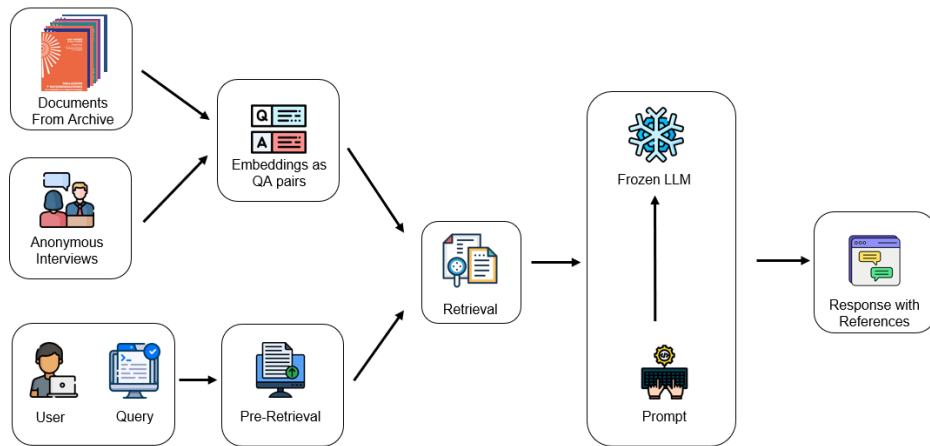 Documents
From Archive
Q
A
Embeddings as
QA pairs
Anonymous
Interviews
User
Query
Pre-Retrieval
Retrieval
Frozen LLM
Prompt
Response with
References